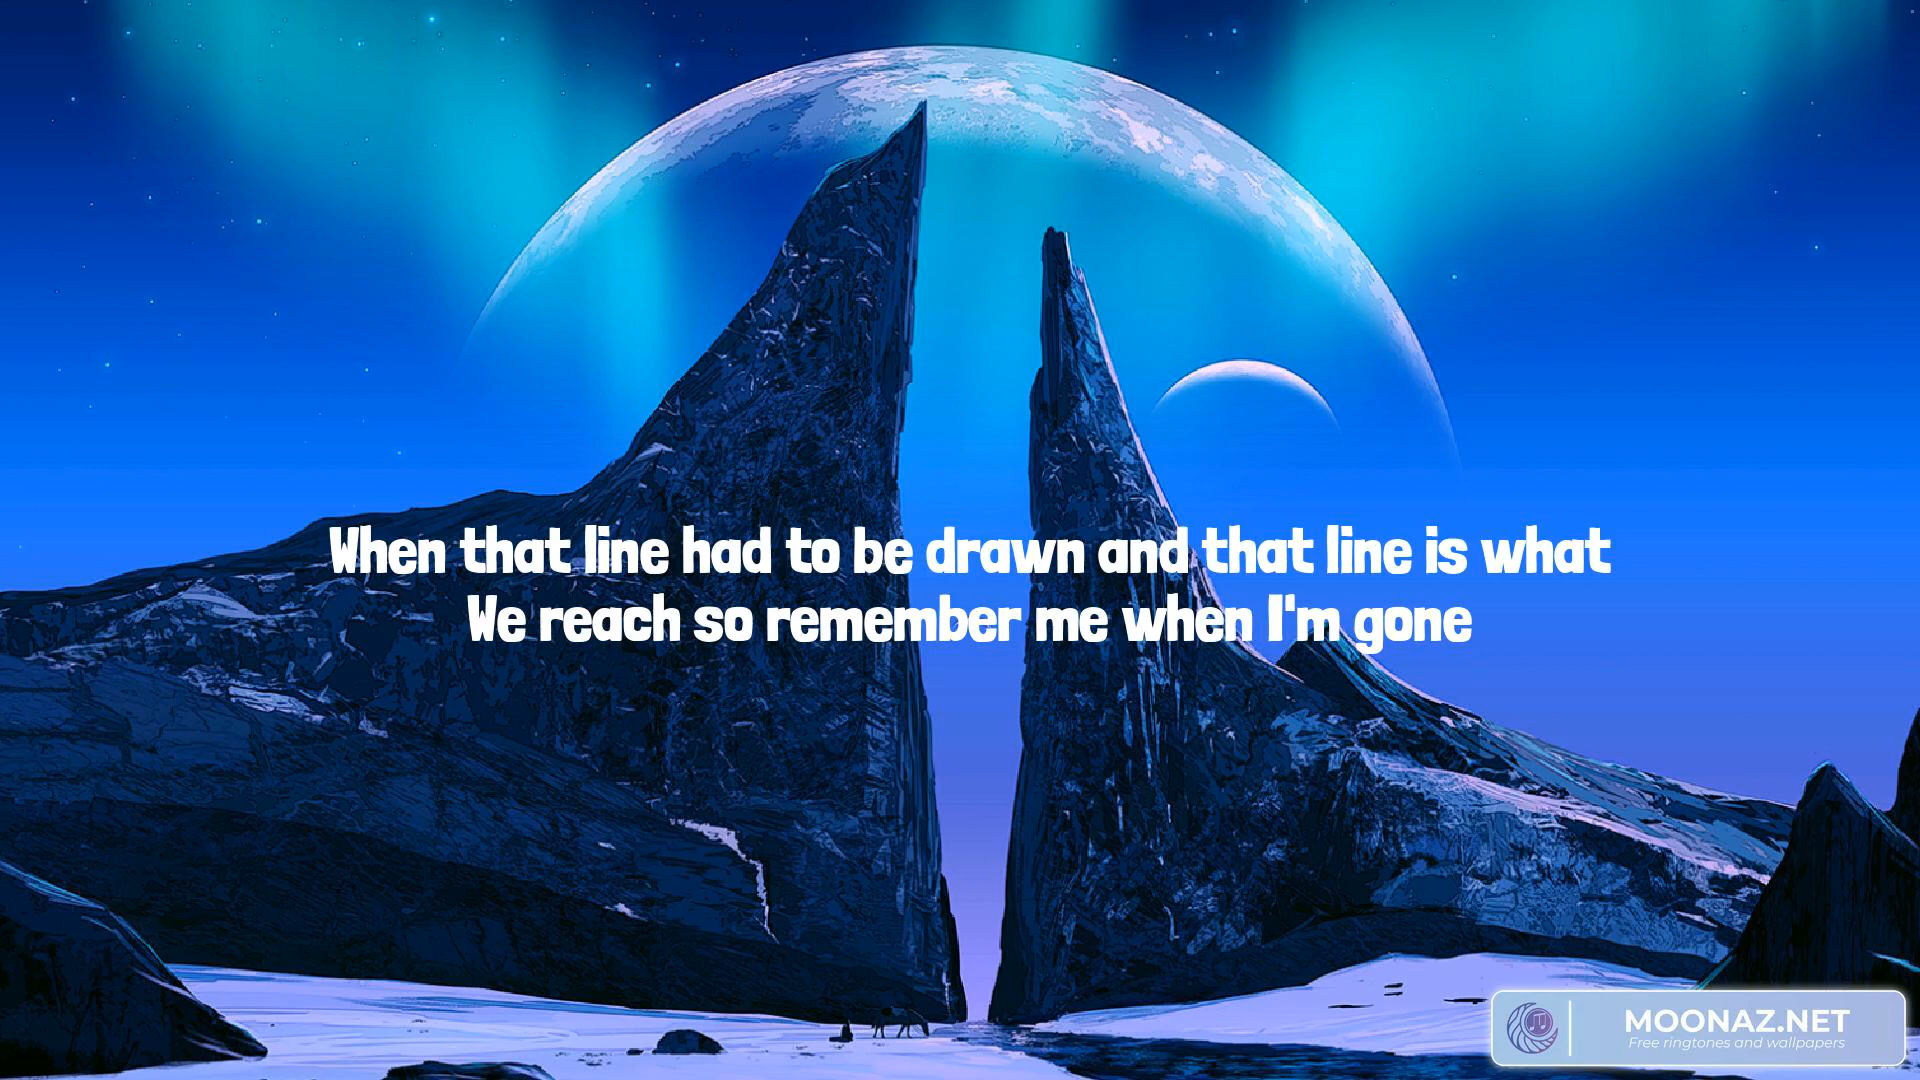 When that line had to be drawn and that line is what
We reach so remember me when I'm gone
MOONAZ.NET
Free ringtones and wallpapers